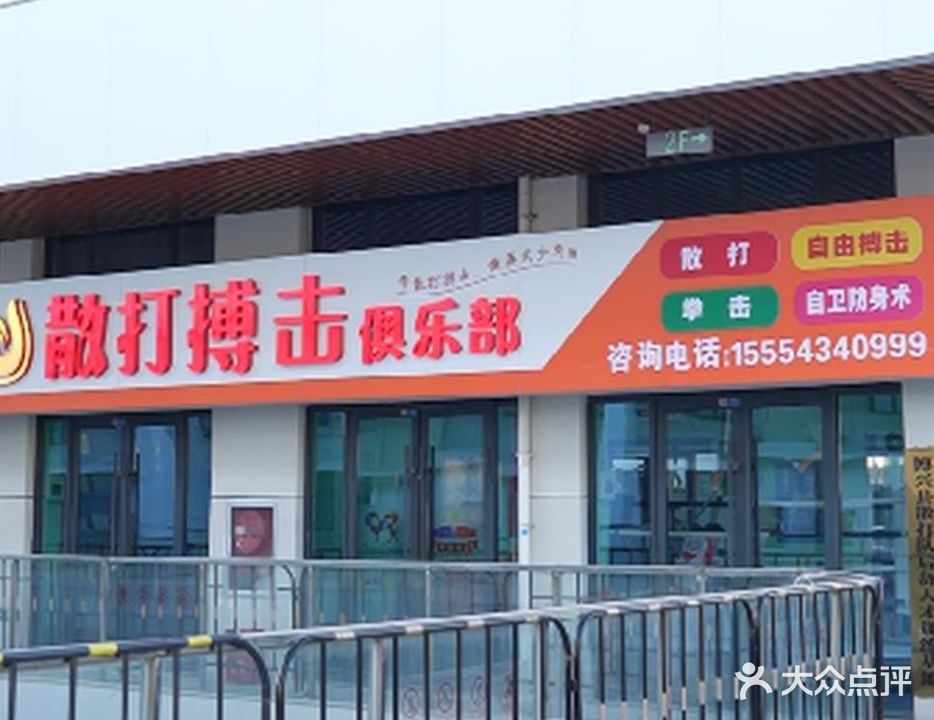 2F
散打搏击俱乐部
散打
自由搏击
拳击
自卫防身术
咨询电话:15554340999
大众点评